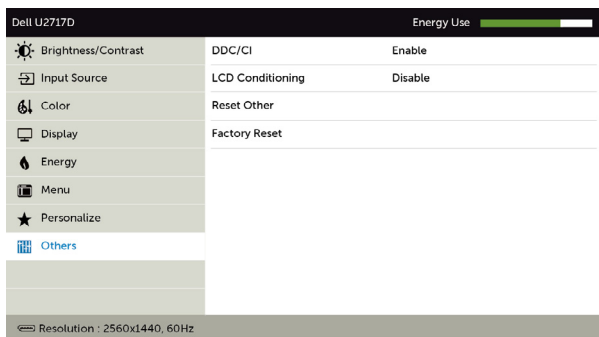 Dell U2717D Energy Use
Brightness/Contrast DDC/CI Enable
Input Source LCD Conditioning Disable
Color Reset Other
Display Factory Reset
Energy
Menu
Personalize
Others
Resolution : 2560x1440, 60Hz